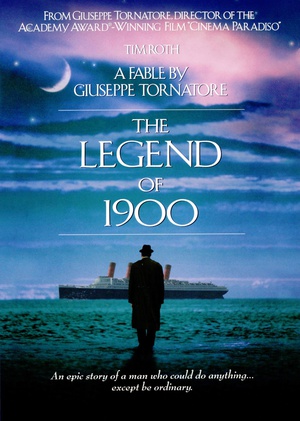 FROM GIUSEPPE TORNATORE, DIRECTOR OF THE
ACADEMY AWARD®-WINNING FILM "CINEMA PARADISO"
TIM ROTH
A FABLE BY
GIUSEPPE TORNATORE
THE
LEGEND
OF
1900
An epic story of a man who could do anything...
except be ordinary.